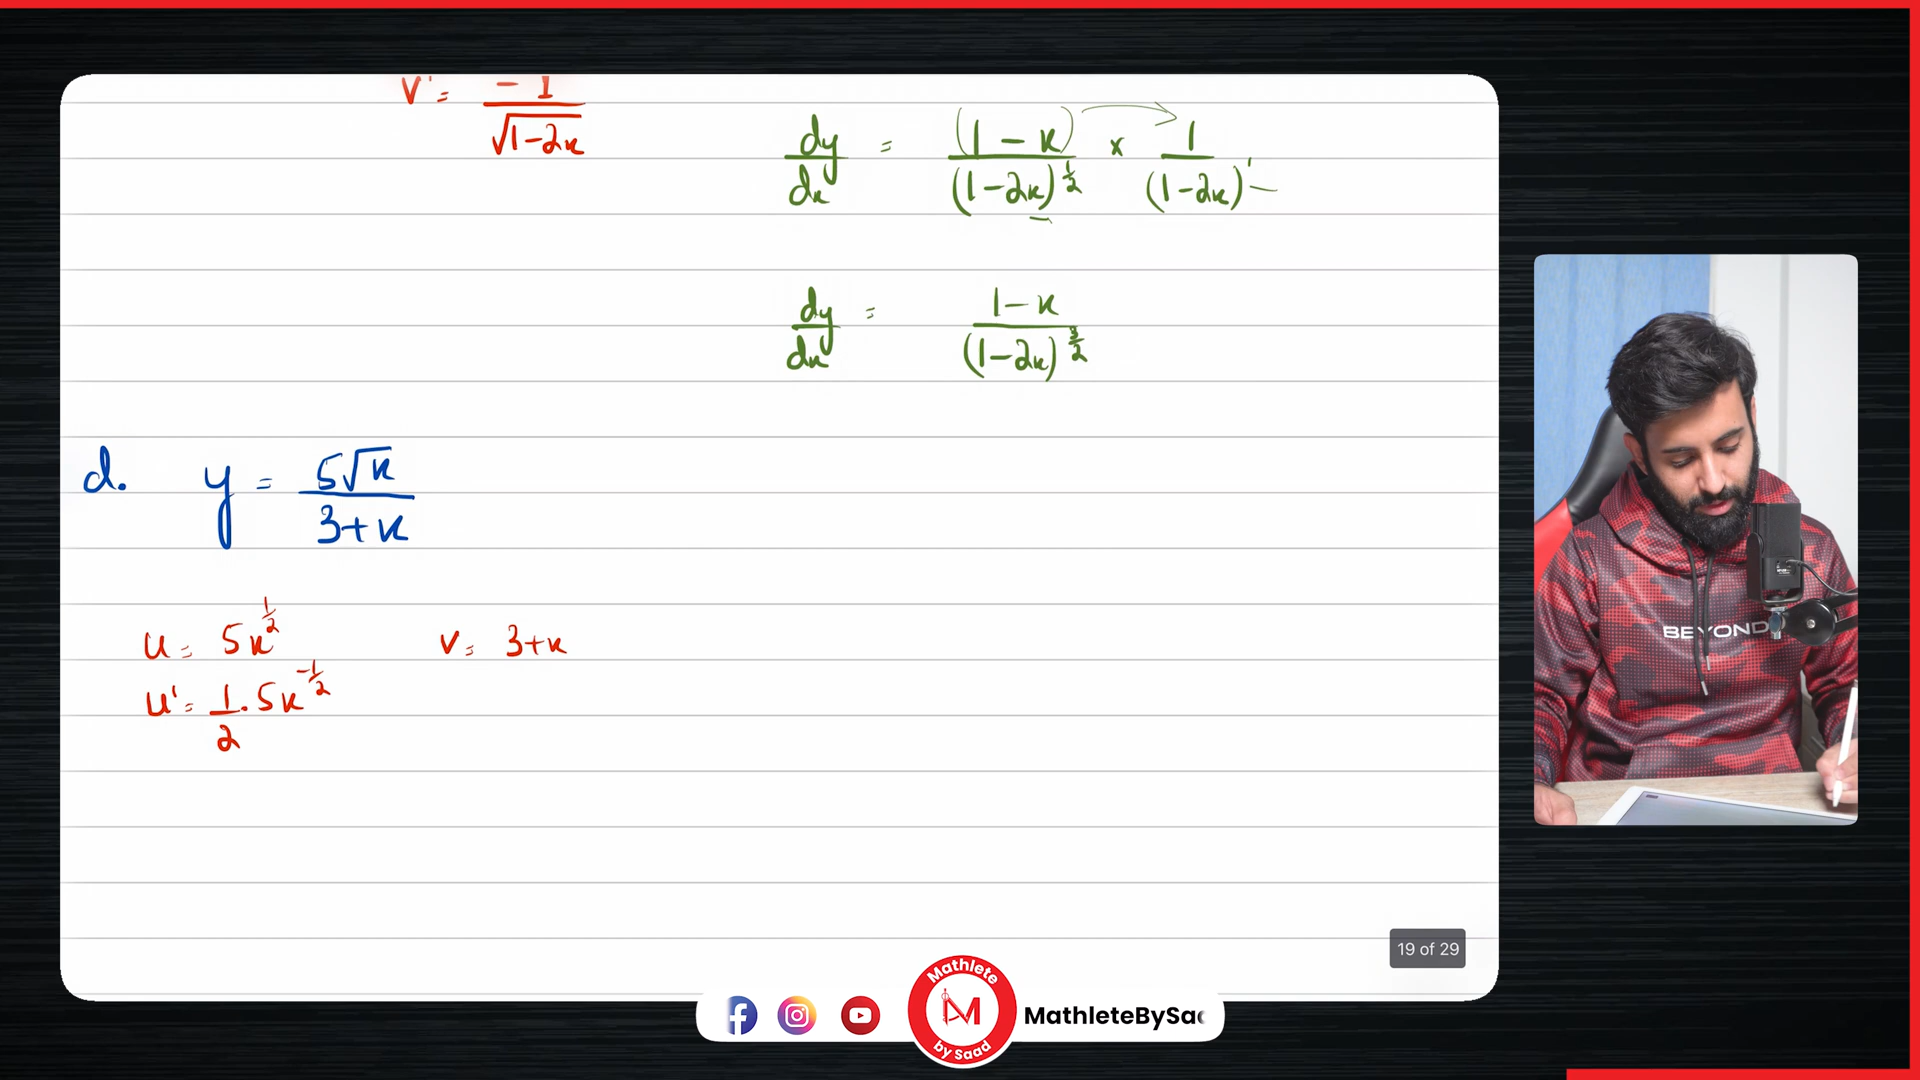 v' = -1/√(1-2x)
dy/dx = (1-x)/(1-2x)^(1/2) × 1/(1-2x)^1
dy/dx = 1-x/(1-2x)^(3/2)
d. y = 5√x/3+x
u = 5x^(1/2) v = 3+x
u' = 1/2 . 5x^(-1/2)
BEYOND
19 of 29
Mathlete
M
by Saad
MathleteBySaa